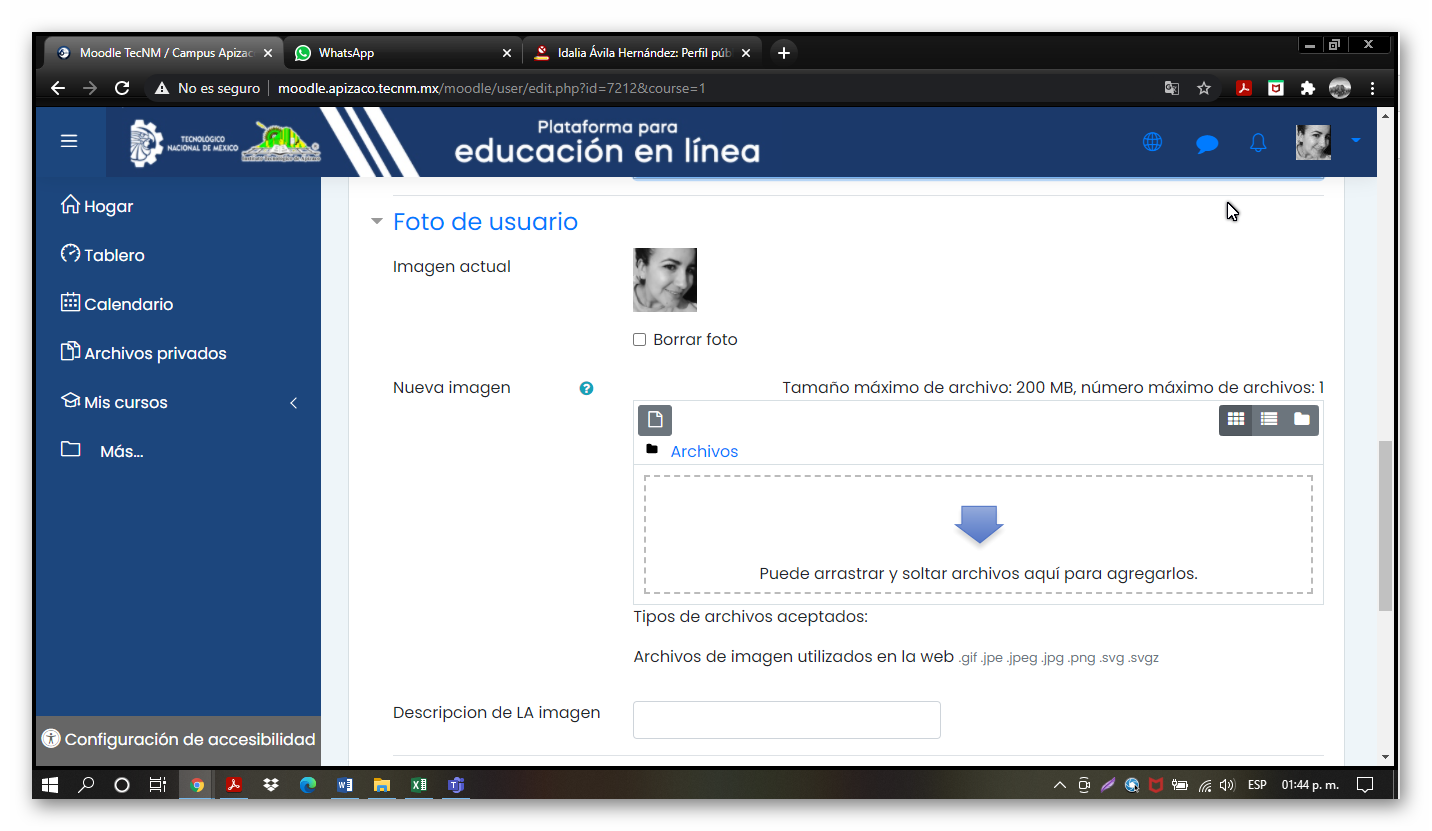 Moodle TecNM / Campus Apizac
WhatsApp
Idalia Ávila Hernández: Perfil púb
No es seguro
moodle.apizaco.tecnm.mx/moodle/user/edit.php?id=7212&course=1
TECNOLÓGICO
NACIONAL DE MÉXICO
Plataforma para
educación en línea
Hogar
Tablero
Calendario
Archivos privados
Mis cursos
Más...
Configuración de accesibilidad
Foto de usuario
Imagen actual
Borrar foto
Nueva imagen
Tamaño máximo de archivo: 200 MB, número máximo de archivos: 1
Archivos
Puede arrastrar y soltar archivos aquí para agregarlos.
Tipos de archivos aceptados:
Archivos de imagen utilizados en la web .gif .jpe .jpeg .jpg .png .svg .svgz
Descripcion de LA imagen
ESP
01:44 p. m.